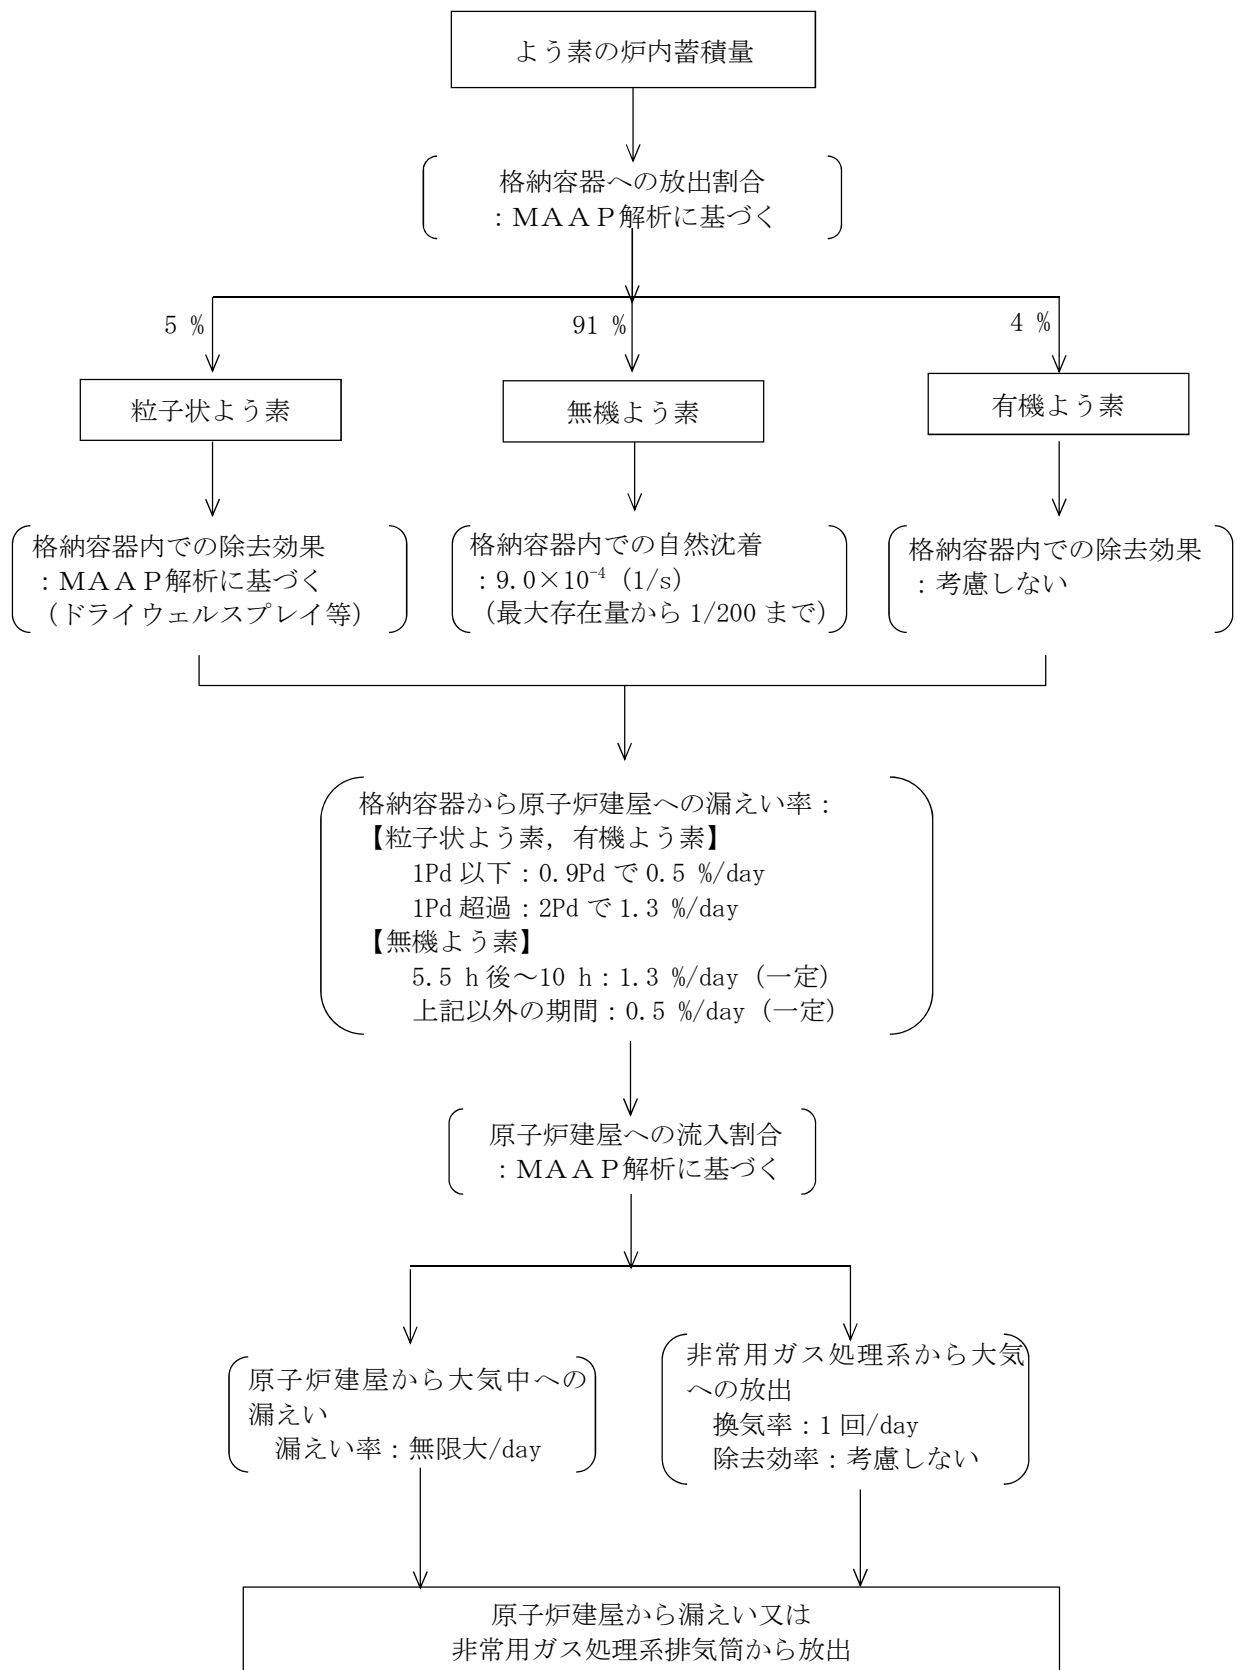 よう素の炉内蓄積量
格納容器への放出割合
：ＭＡＡＰ解析に基づく
5 %
91 %
4 %
粒子状よう素
無機よう素
有機よう素
格納容器内での除去効果
：ＭＡＡＰ解析に基づく
（ドライウェルスプレイ等）
格納容器内での自然沈着
：9.0×10⁻⁴（1/s）
（最大存在量から 1/200 まで）
格納容器内での除去効果
：考慮しない
格納容器から原子炉建屋への漏えい率：
【粒子状よう素，有機よう素】
1Pd 以下：0.9Pd で 0.5 %/day
1Pd 超過：2Pd で 1.3 %/day
【無機よう素】
5.5 h 後～10 h：1.3 %/day（一定）
上記以外の期間：0.5 %/day（一定）
原子炉建屋への流入割合
：ＭＡＡＰ解析に基づく
原子炉建屋から大気中への
漏えい
漏えい率：無限大/day
非常用ガス処理系から大気
への放出
換気率：1 回/day
除去効率：考慮しない
原子炉建屋から漏えい又は
非常用ガス処理系排気筒から放出